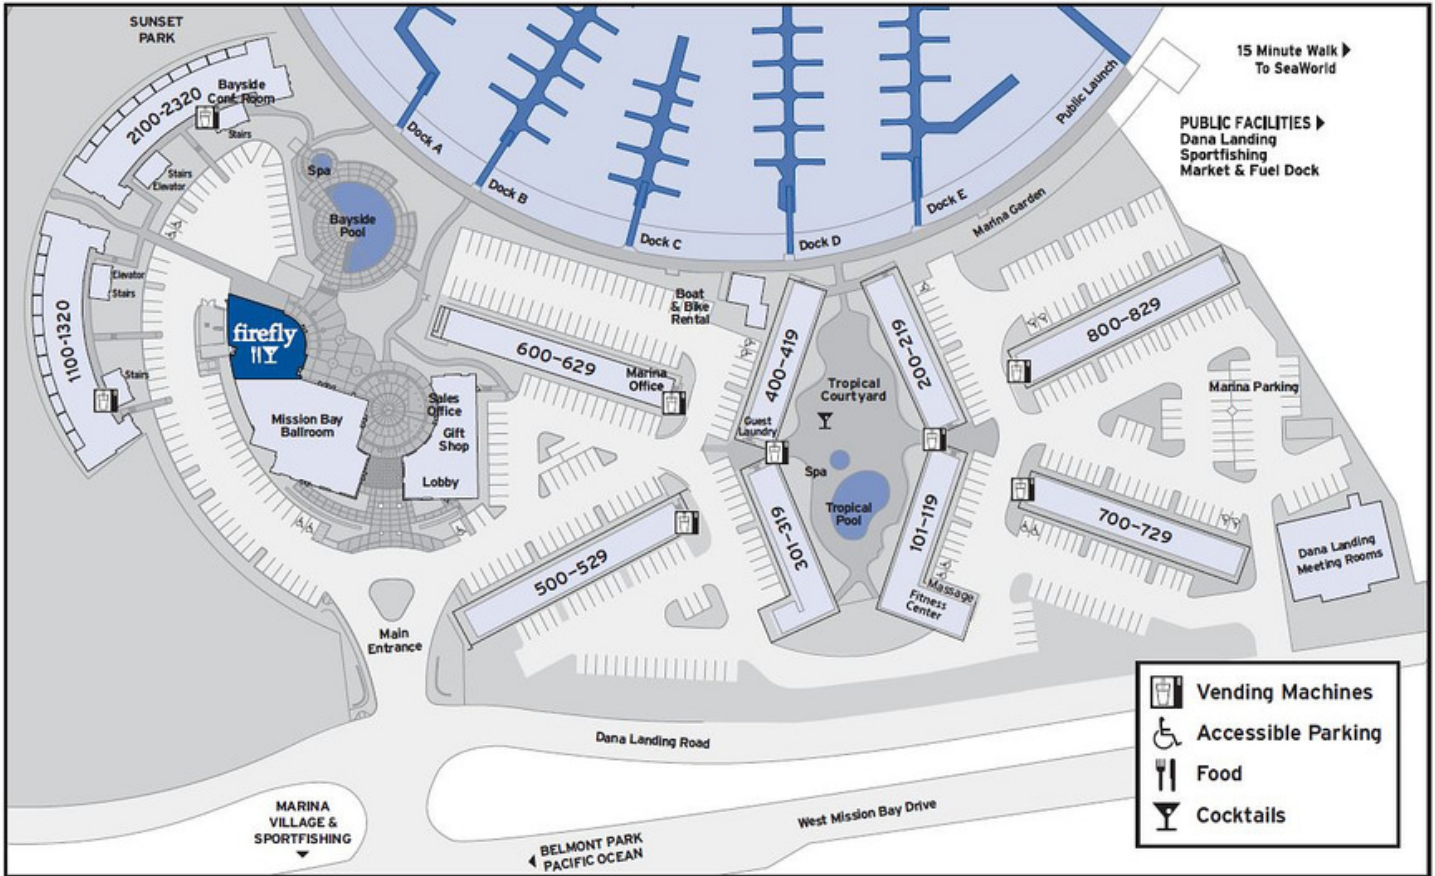 SUNSET
PARK
Bayside
Conf. Room
2100-2320
Stairs
Stairs
Elevator
Spa
Bayside
Pool
Dock A
Dock B
Dock C
Dock D
Dock E
Public Launch
Marina Garden
15 Minute Walk
To SeaWorld
PUBLIC FACILITIES
Dana Landing
Sportfishing
Market & Fuel Dock
Elevator
Stairs
1100-1320
Stairs
firefly
Mission Bay
Ballroom
Sales
Office
Gift
Shop
Lobby
600-629
Marina
Office
Boat
& Bike
Rental
400-419
Guest
Laundry
Tropical
Courtyard
200-219
800-829
Marina Parking
Spa
Tropical
Pool
301-319
101-119
Massage
Fitness
Center
700-729
Dana Landing
Meeting Rooms
500-529
Main
Entrance
Dana Landing Road
West Mission Bay Drive
MARINA
VILLAGE &
SPORTFISHING
BELMONT PARK
PACIFIC OCEAN
Vending Machines
Accessible Parking
Food
Cocktails